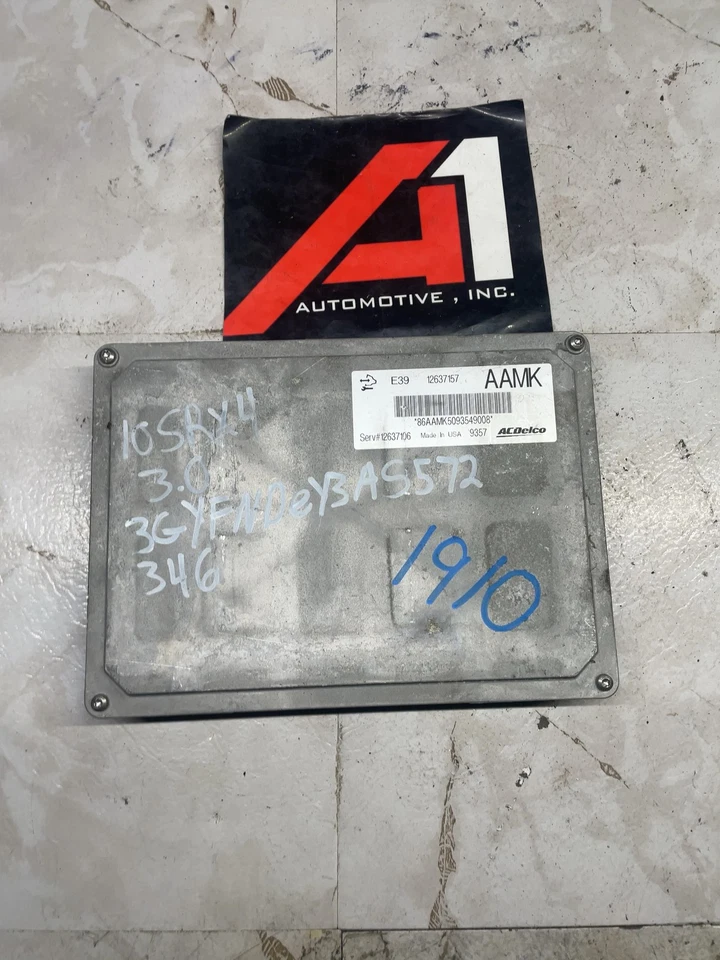 A1
AUTOMOTIVE, INC.
E39 12637157 AAMK
*86AAMK5093549008*
Serv#12637106 Made In USA 9357 ACDelco
10SRX4
3.0
3GYFNDeY3AS572
346
1910